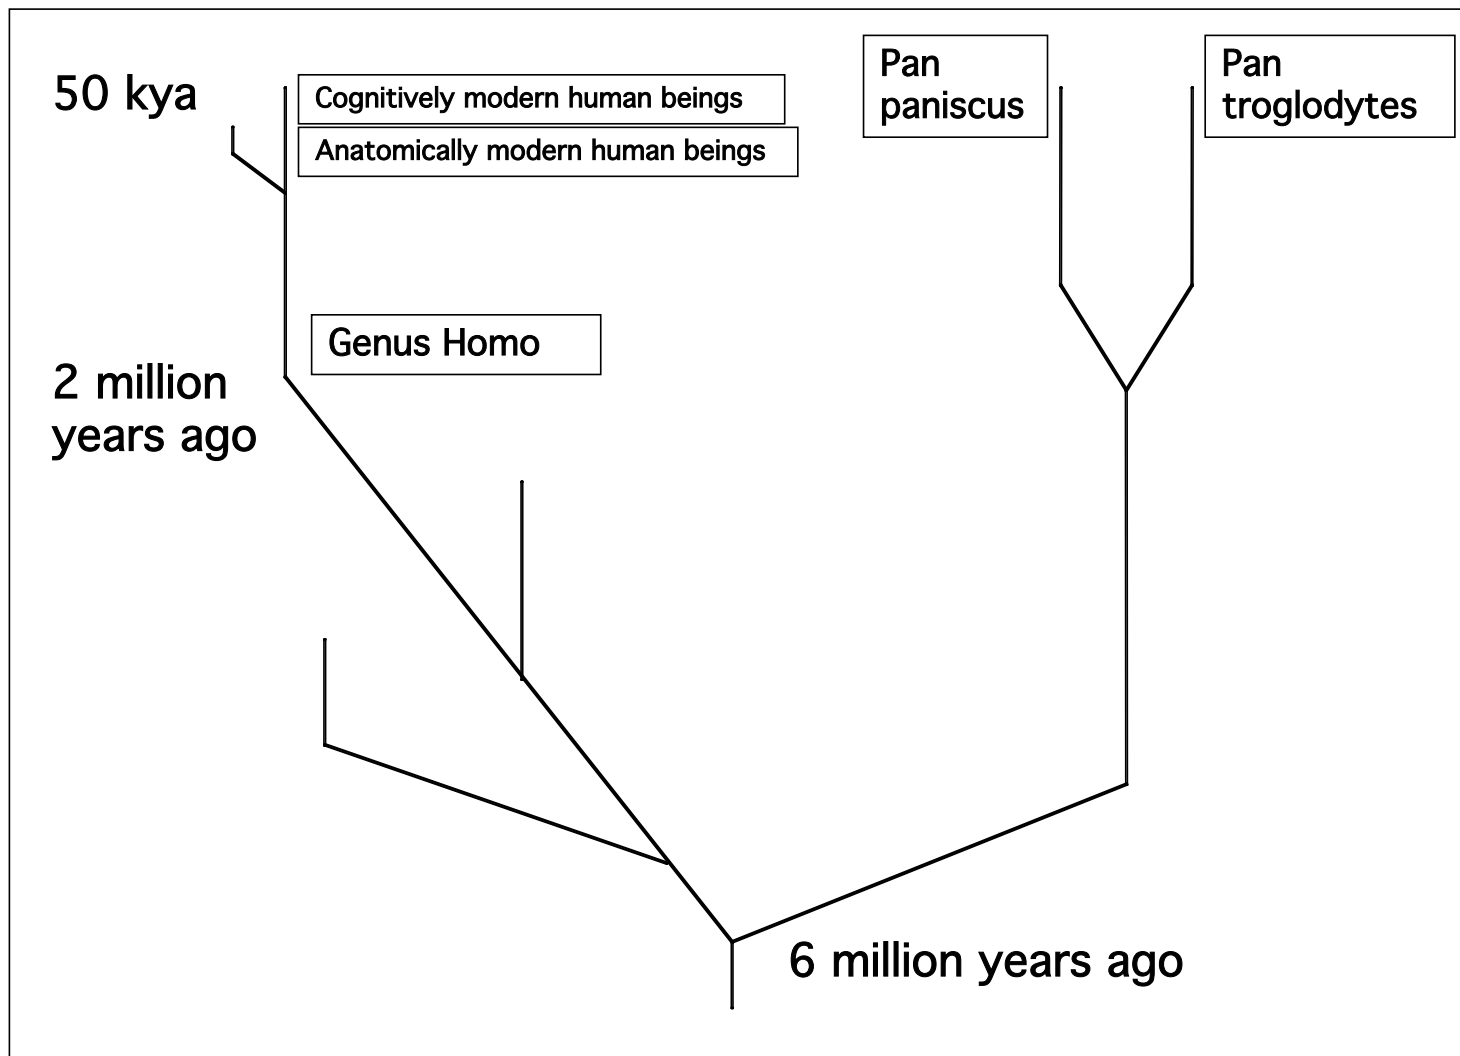 50 kya
Cognitively modern human beings
Anatomically modern human beings
Pan
paniscus
Pan
troglodytes
Genus Homo
2 million
years ago
6 million years ago